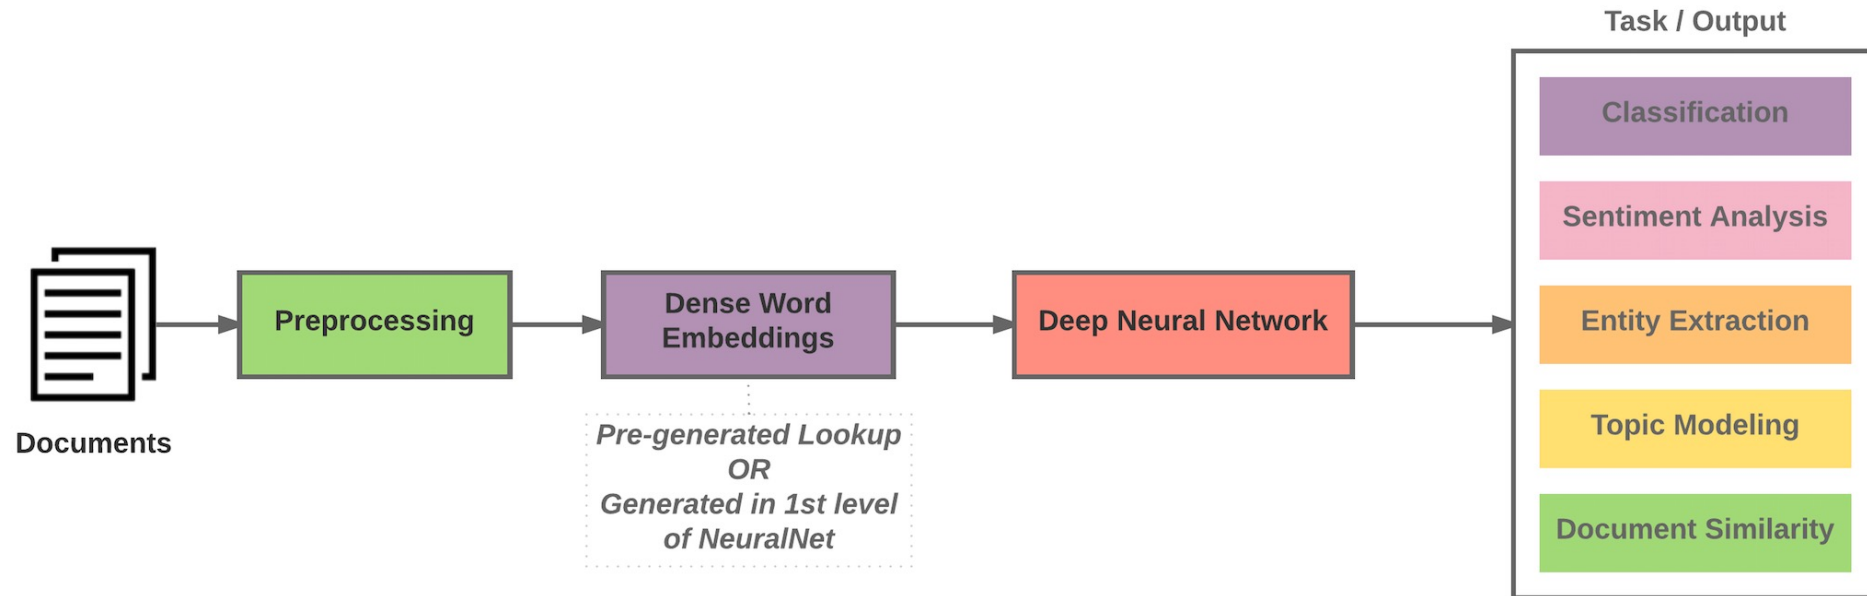 Task / Output
Classification
Sentiment Analysis
Entity Extraction
Topic Modeling
Document Similarity
Documents
Preprocessing
Dense Word
Embeddings
Deep Neural Network
Pre-generated Lookup
OR
Generated in 1st level
of NeuralNet